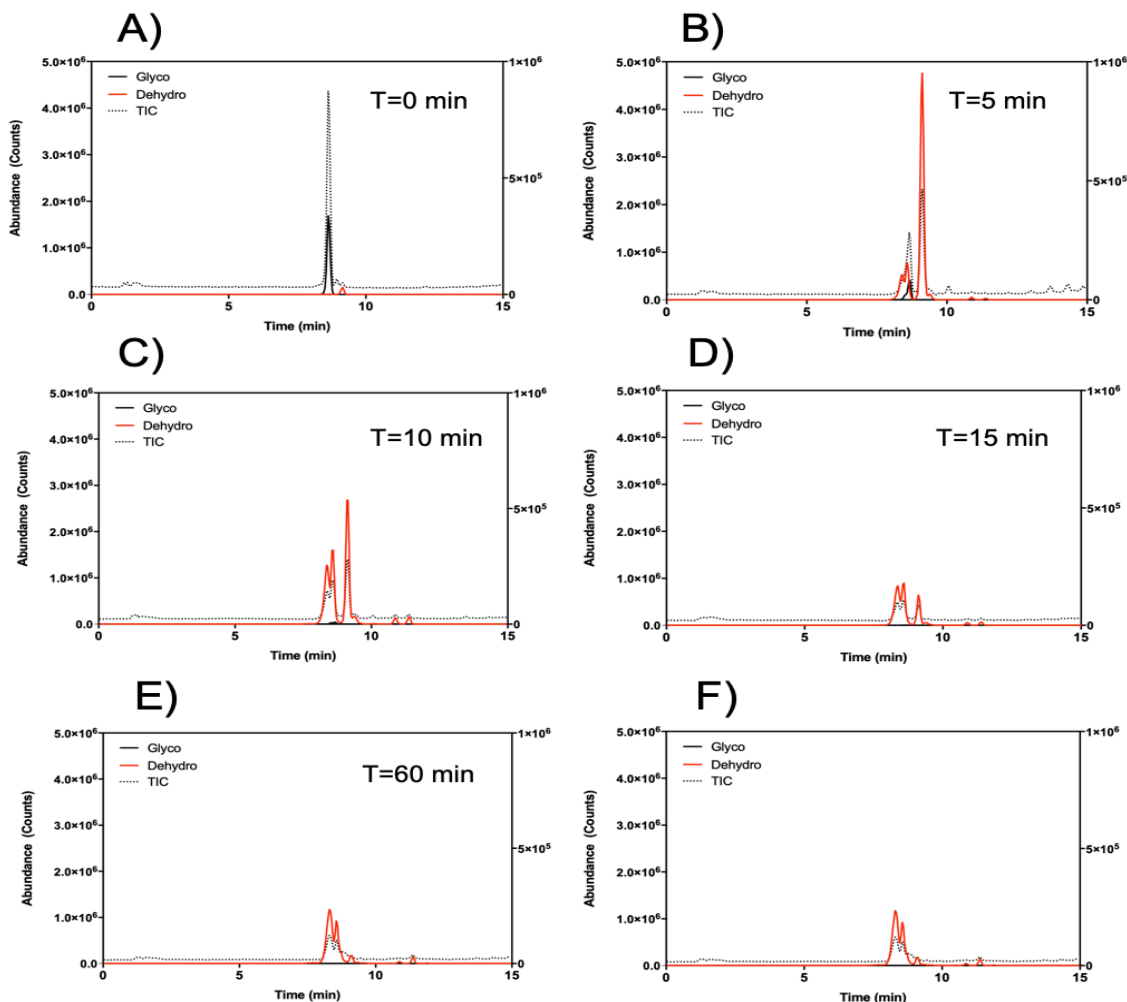 A)
5.0×10⁶
4.0×10⁶
3.0×10⁶
2.0×10⁶
1.0×10⁶
0.0
Abundance (Counts)
Glyco
Dehydro
TIC
T=0 min
1×10⁶
5×10⁵
0
0 5 10 15
Time (min)
B)
5.0×10⁶
4.0×10⁶
3.0×10⁶
2.0×10⁶
1.0×10⁶
0.0
Abundance (Counts)
Glyco
Dehydro
TIC
T=5 min
1×10⁶
5×10⁵
0
0 5 10 15
Time (min)
C)
5.0×10⁶
4.0×10⁶
3.0×10⁶
2.0×10⁶
1.0×10⁶
0.0
Abundance (Counts)
Glyco
Dehydro
TIC
T=10 min
1×10⁶
5×10⁵
0
0 5 10 15
Time (min)
D)
5.0×10⁶
4.0×10⁶
3.0×10⁶
2.0×10⁶
1.0×10⁶
0.0
Abundance (Counts)
Glyco
Dehydro
TIC
T=15 min
1×10⁶
5×10⁵
0
0 5 10 15
Time (min)
E)
5.0×10⁶
4.0×10⁶
3.0×10⁶
2.0×10⁶
1.0×10⁶
0.0
Abundance (Counts)
Glyco
Dehydro
TIC
T=60 min
1×10⁶
5×10⁵
0
0 5 10 15
Time (min)
F)
5.0×10⁶
4.0×10⁶
3.0×10⁶
2.0×10⁶
1.0×10⁶
0.0
Abundance (Counts)
Glyco
Dehydro
TIC
1×10⁶
5×10⁵
0
0 5 10 15
Time (min)